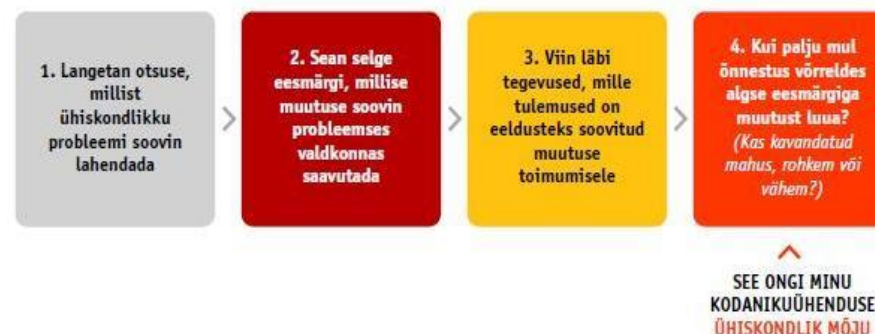 1. Langetan otsuse,
millist
ühiskondlikku
probleemi soovin
lahendada
2. Sean selge
eesmärgi, millise
muutuse soovin
probleemses
valdkonnas
saavutada
3. Viin läbi
tegevused, mille
tulemused on
eeldusteks soovitud
muutuse
toimumisele
4. Kui palju mul
õnnestus võrreldes
algse eesmärgiga
muutust luua?
(Kas kavandatud
mahus, rohkem või
vähem?)
SEE ONGI MINU
KODANIKUÜHENDUSE
ÜHISKONDLIK MÕJU